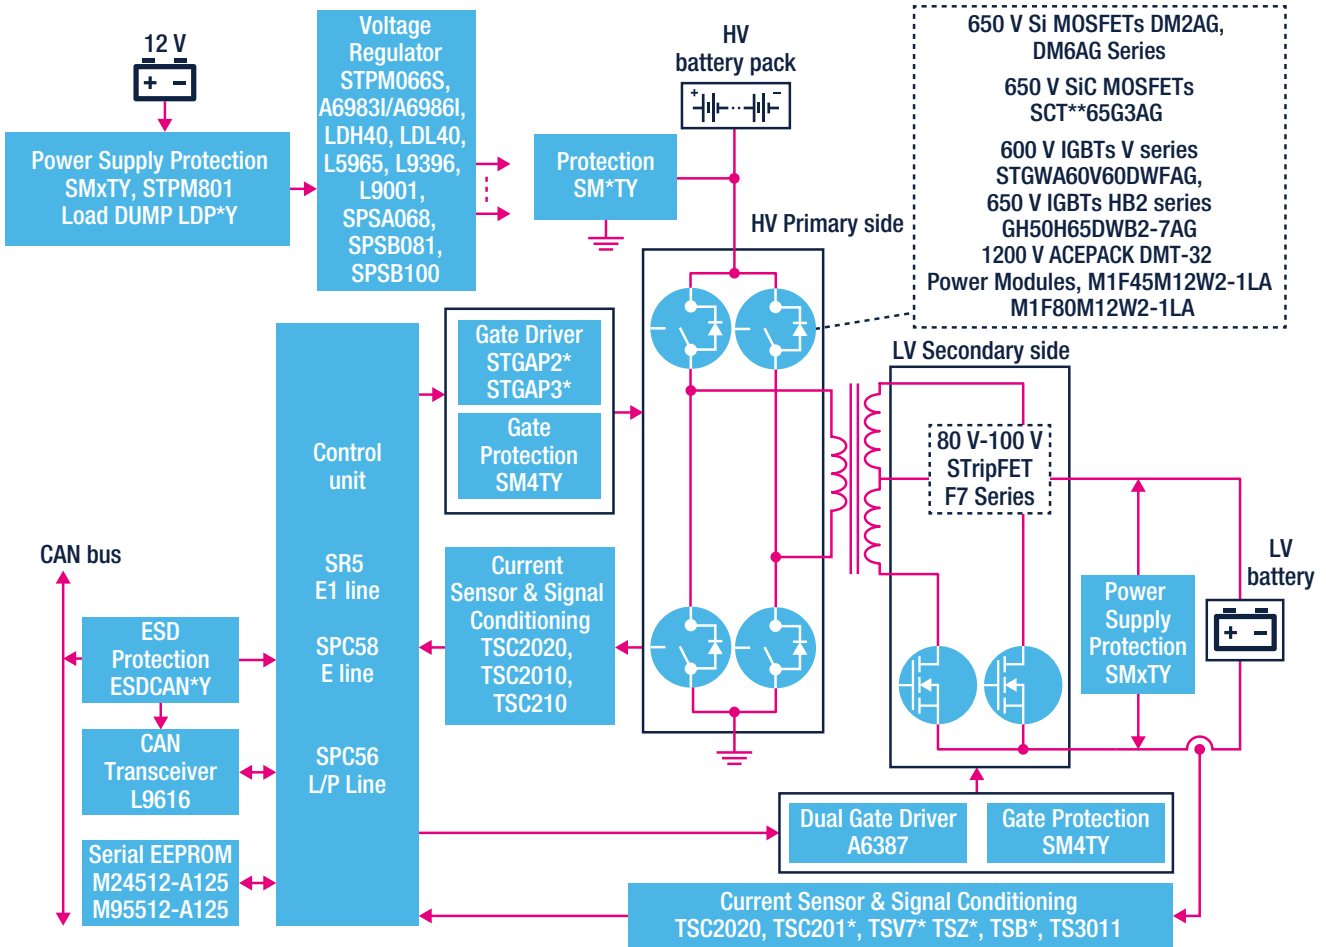 12 V
Power Supply Protection
SMxTY, STPM801
Load DUMP LDP*Y
Voltage
Regulator
STPM066S,
A6983I/A6986I,
LDH40, LDL40,
L5965, L9396,
L9001,
SPSA068,
SPSB081,
SPSB100
Protection
SM*TY
HV
battery pack
HV Primary side
650 V Si MOSFETs DM2AG,
DM6AG Series
650 V SiC MOSFETs
SCT**65G3AG
600 V IGBTs V series
STGWA60V60DWFAG,
650 V IGBTs HB2 series
GH50H65DWB2-7AG
1200 V ACEPACK DMT-32
Power Modules, M1F45M12W2-1LA
M1F80M12W2-1LA
LV Secondary side
Gate Driver
STGAP2*
STGAP3*
Gate
Protection
SM4TY
Control
unit
SR5
E1 line
SPC58
E line
SPC56
L/P Line
80 V-100 V
STripFET
F7 Series
Current
Sensor & Signal
Conditioning
TSC2020,
TSC2010,
TSC210
CAN bus
ESD
Protection
ESDCAN*Y
CAN
Transceiver
L9616
Serial EEPROM
M24512-A125
M95512-A125
Power
Supply
Protection
SMxTY
LV
battery
Dual Gate Driver
A6387
Gate Protection
SM4TY
Current Sensor & Signal Conditioning
TSC2020, TSC201*, TSV7* TSZ*, TSB*, TS3011